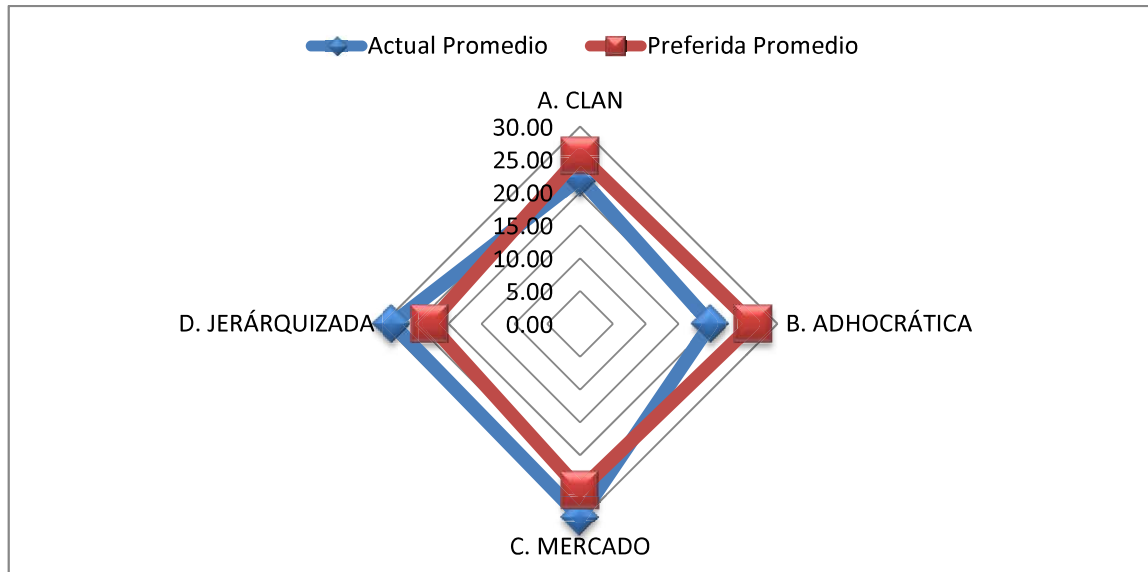 Actual Promedio
Preferida Promedio
A. CLAN
30.00
25.00
20.00
15.00
10.00
5.00
0.00
D. JERÁRQUIZADA
B. ADHOCRÁTICA
C. MERCADO